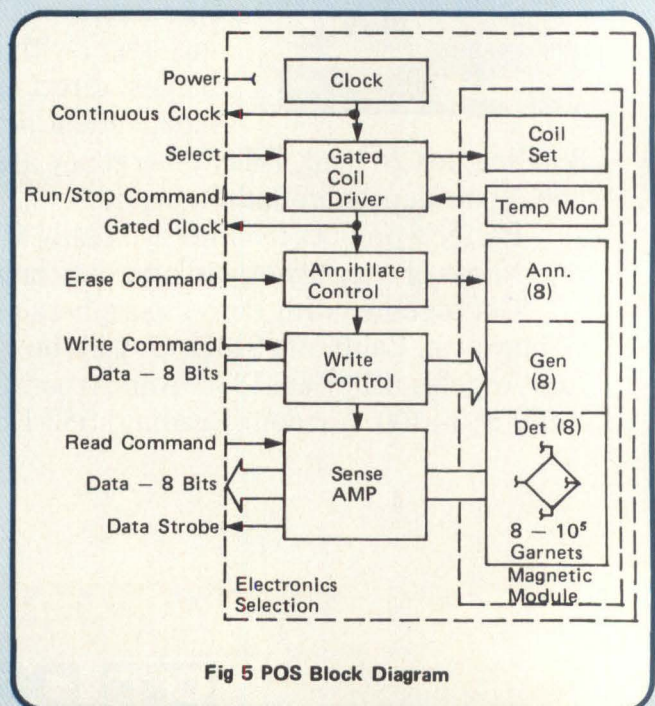 Power
Continuous Clock
Select
Run/Stop Command
Gated Clock
Erase Command
Write Command
Data – 8 Bits
Read Command
Data – 8 Bits
Data Strobe
Clock
Gated
Coil
Driver
Annihilate
Control
Write
Control
Sense
AMP
Electronics
Selection
Coil
Set
Temp Mon
Ann.
(8)
Gen
(8)
Det (8)
8 – 10⁵
Garnets
Magnetic
Module
Fig 5 POS Block Diagram